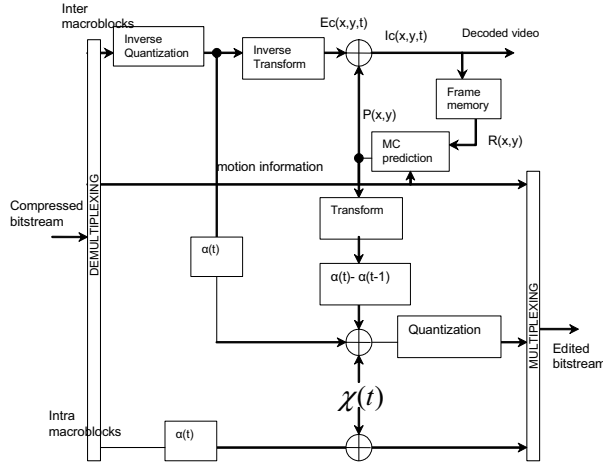 Inter
macroblocks
Ec(x,y,t)
Ic(x,y,t)
Decoded video
Inverse
Quantization
Inverse
Transform
Frame
memory
P(x,y)
R(x,y)
MC
prediction
motion information
Compressed
bitstream
DEMULTIPLEXING
Transform
α(t)
α(t)- α(t-1)
Quantization
MULTIPLEXING
Edited
bitstream
χ(t)
Intra
macroblocks
α(t)